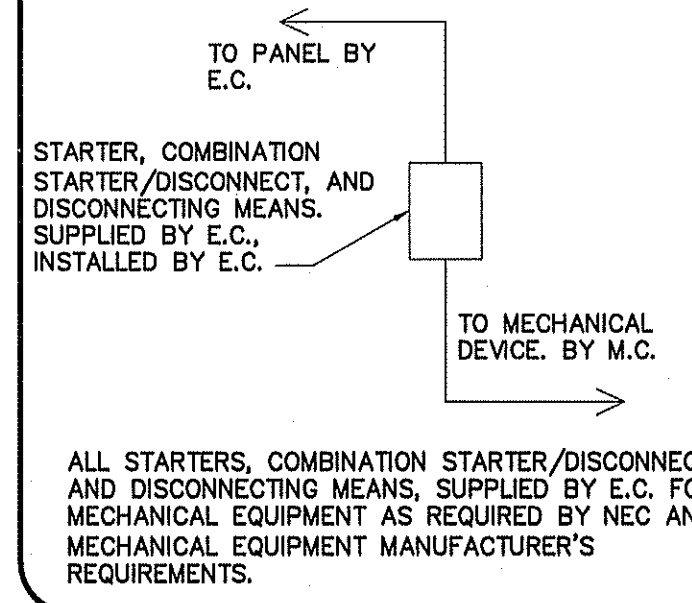 TO PANEL BY
E.C.
STARTER, COMBINATION
STARTER/DISCONNECT, AND
DISCONNECTING MEANS.
SUPPLIED BY E.C.,
INSTALLED BY E.C.
TO MECHANICAL
DEVICE. BY M.C.
ALL STARTERS, COMBINATION STARTER/DISCONNEC
AND DISCONNECTING MEANS, SUPPLIED BY E.C. FO
MECHANICAL EQUIPMENT AS REQUIRED BY NEC AN
MECHANICAL EQUIPMENT MANUFACTURER'S
REQUIREMENTS.